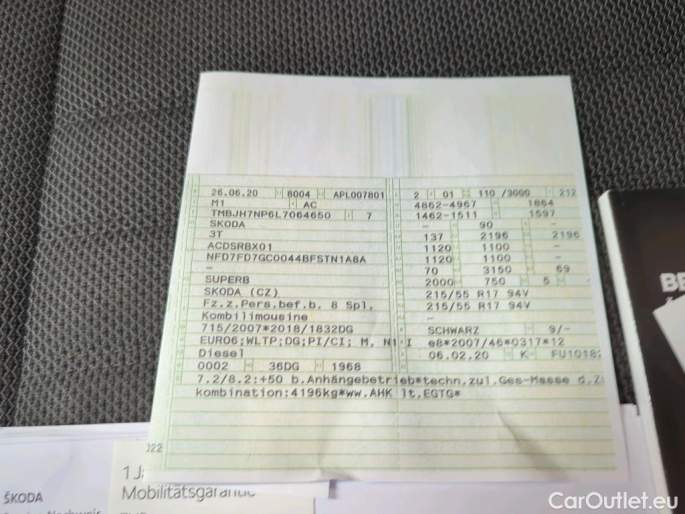 26.06.20 8004 APL007801 2 01 110 /3000 212
M1 AC 4862-4967 1864
TMBJH7NP6L7064650 7 1462-1511 1597
SKODA - 90 -
3T 137 2196 2196
ACDSRBX01 1120 1100 -
NFD7FD7GC0044BFSTN1A8A 1120 1100 -
- 70 3150 69
SUPERB 2000 750 5 -
SKODA (CZ) 215/55 R17 94V
Fz.z.Pers.bef.b. 8 Spl. 215/55 R17 94V
Kombilimousine -
715/2007*2018/1832DG SCHWARZ 9/-
EURO6;WLTP;DG;PI/CI; M, N1 I e8*2007/46*0317*12
Diesel 06.02.20 K FU10182
0002 36DG 1968
7.2/8.2:+50 b.Anhängebetrieb*techn.zul.Ges-Masse d.Z
kombination:4196kg*ww.AHK lt.EGTG*
022
1 J
Mobilitätsgarantie
ŠKODA
BE
CarOutlet.eu